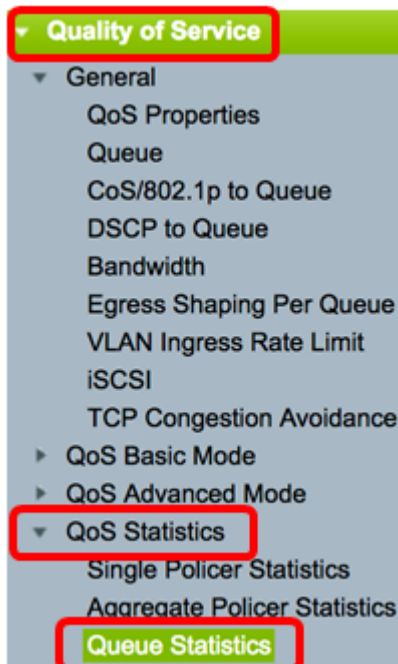 Quality of Service
General
QoS Properties
Queue
CoS/802.1p to Queue
DSCP to Queue
Bandwidth
Egress Shaping Per Queue
VLAN Ingress Rate Limit
iSCSI
TCP Congestion Avoidance
QoS Basic Mode
QoS Advanced Mode
QoS Statistics
Single Policer Statistics
Aggregate Policer Statistics
Queue Statistics